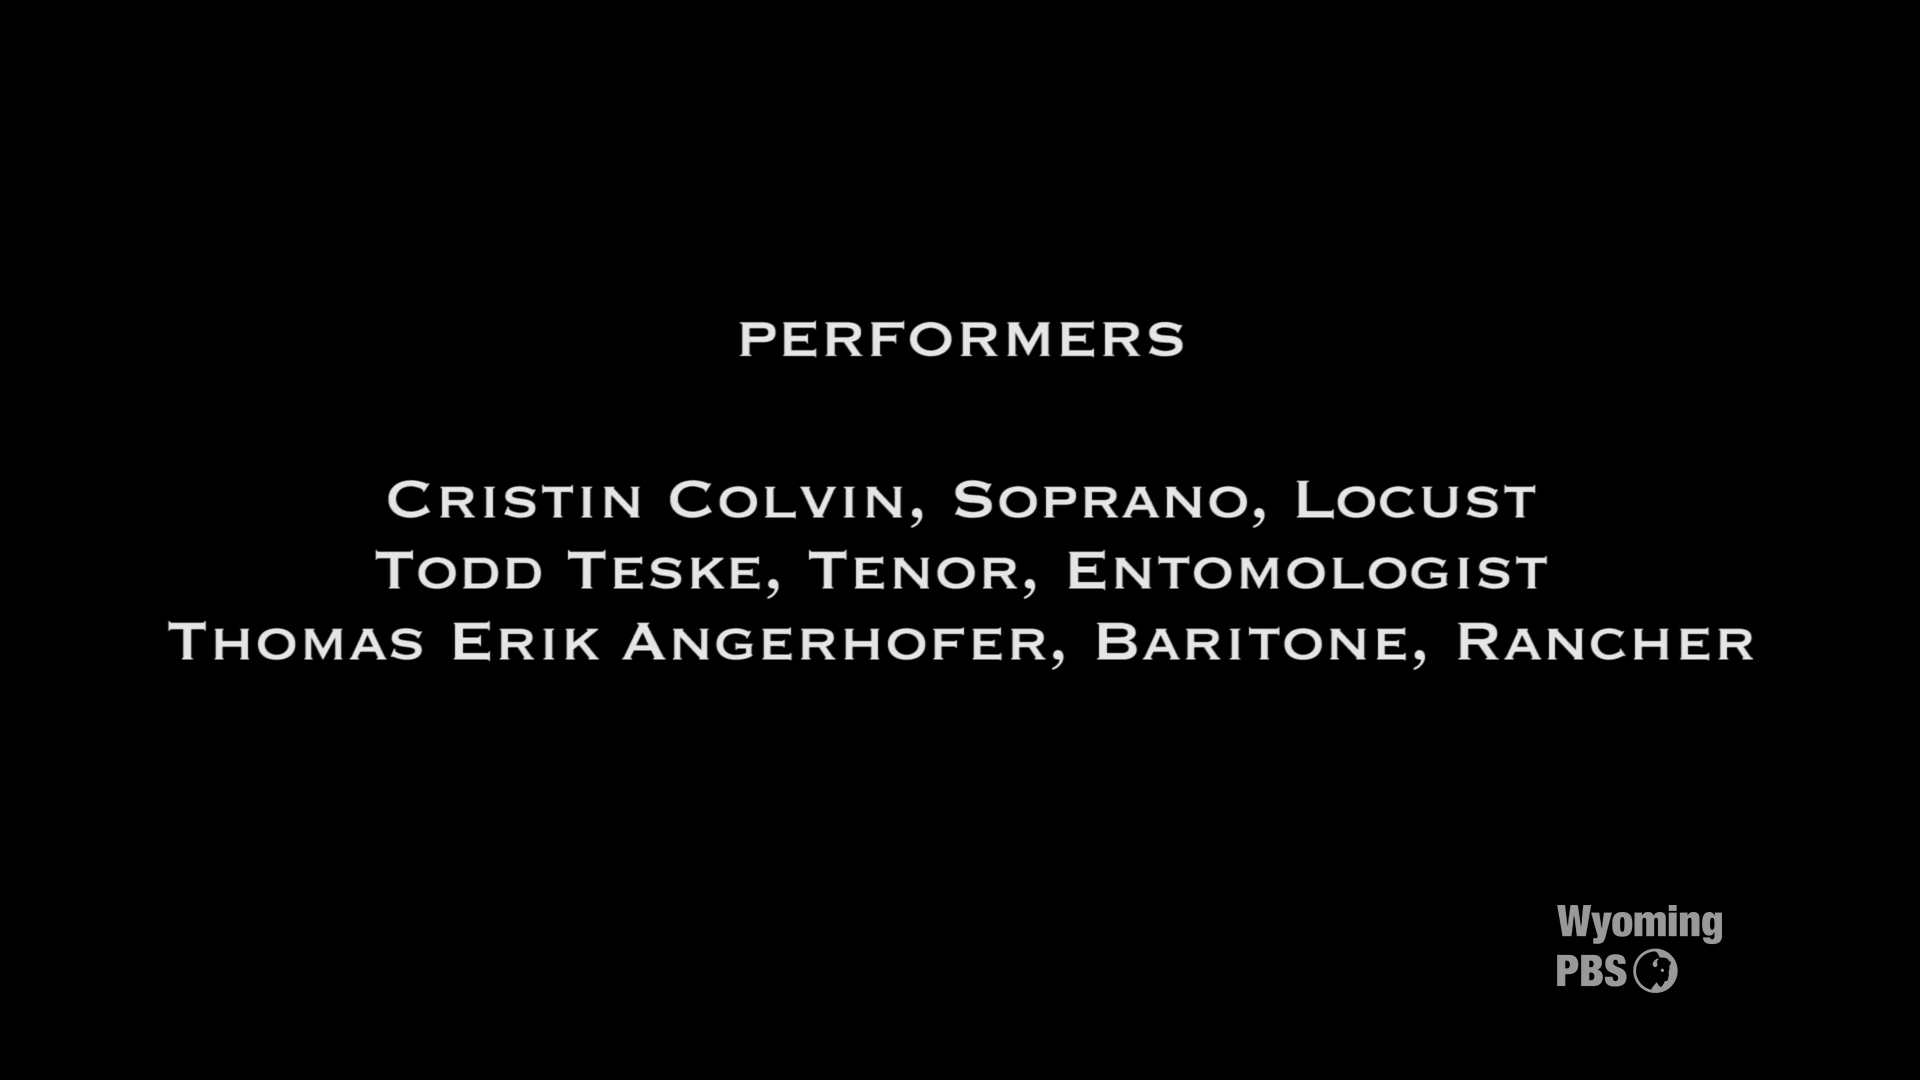 PERFORMERS
Cristin Colvin, Soprano, Locust
Todd Teske, Tenor, Entomologist
Thomas Erik Angerhofer, Baritone, Rancher
Wyoming
PBS